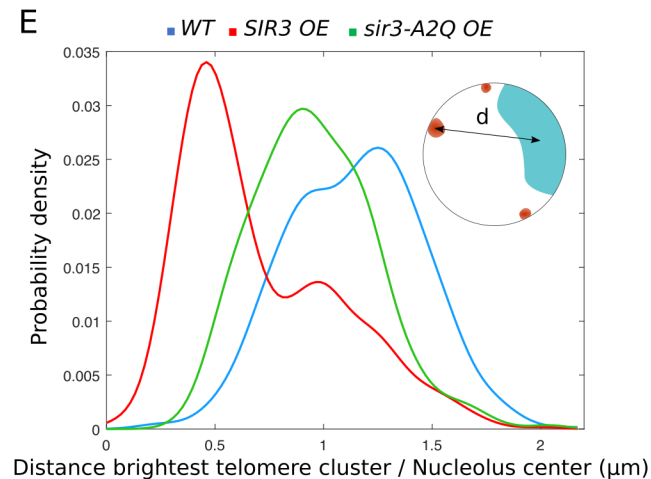 E
WT SIR3 OE sir3-A2Q OE
0.035
0.03
0.025
0.02
0.015
0.01
0.005
0
Probability density
d
0 0.5 1 1.5 2
Distance brightest telomere cluster / Nucleolus center (μm)